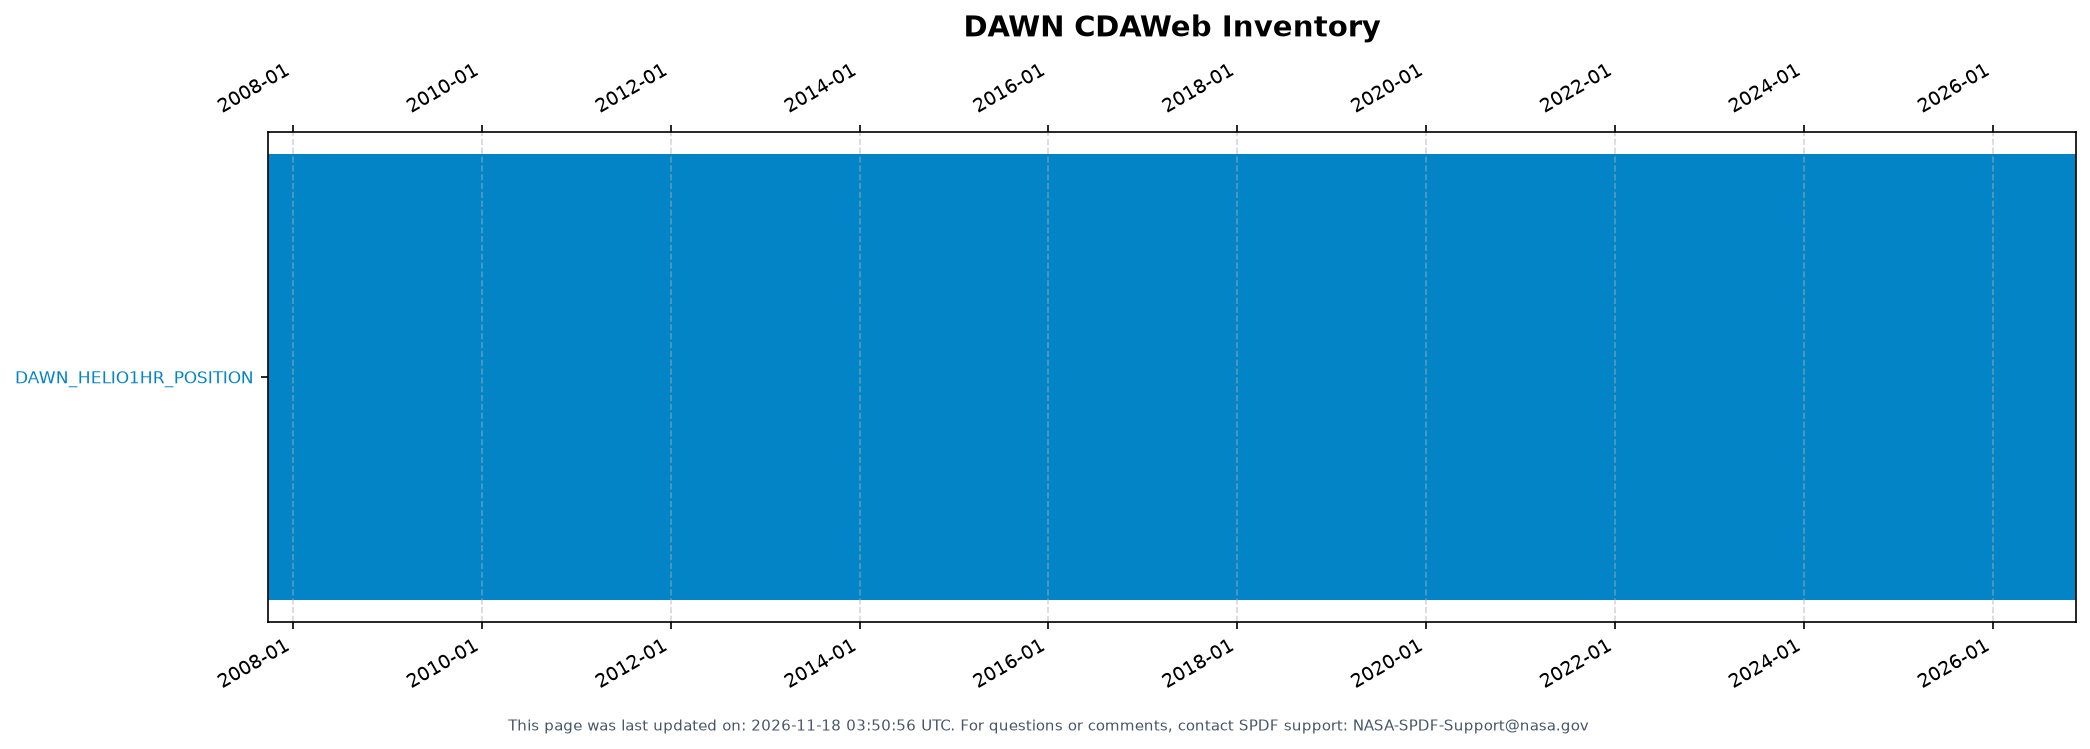 DAWN CDAWeb Inventory
2008-01 2010-01 2012-01 2014-01 2016-01 2018-01 2020-01 2022-01 2024-01 2026-01
DAWN_HELIO1HR_POSITION
2008-01 2010-01 2012-01 2014-01 2016-01 2018-01 2020-01 2022-01 2024-01 2026-01
This page was last updated on: 2026-11-18 03:50:56 UTC. For questions or comments, contact SPDF support: NASA-SPDF-Support@nasa.gov